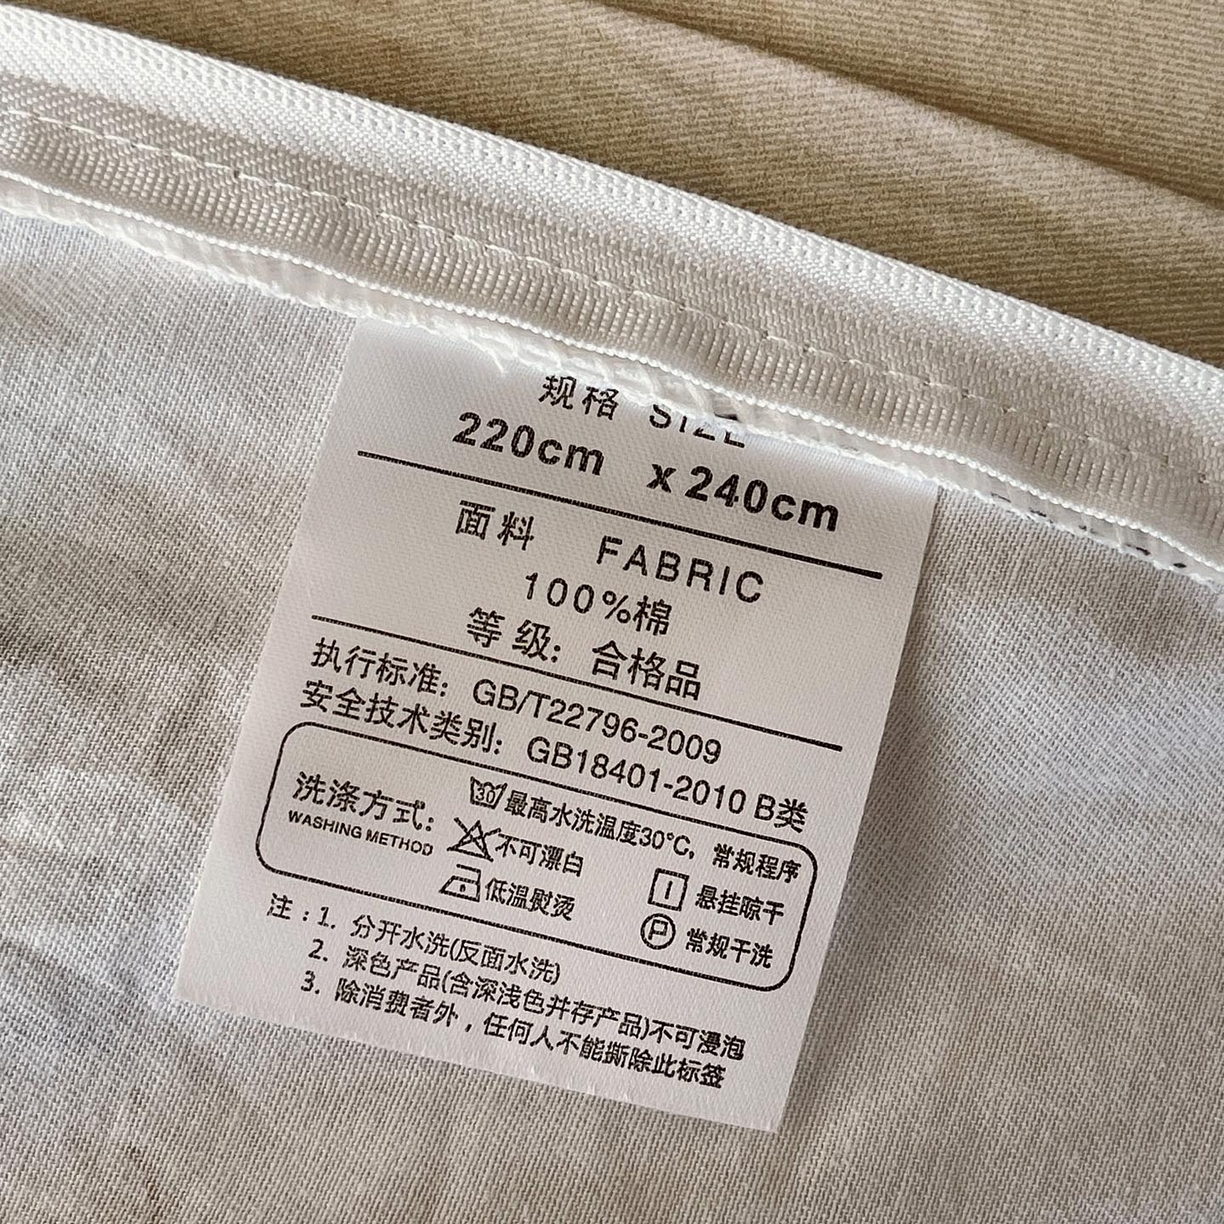 规格 SIZE
220cm x 240cm
面料 FABRIC
100%棉
等级：合格品
执行标准：GB/T22796-2009
安全技术类别：GB18401-2010 B类
洗涤方式：
WASHING METHOD
30 最高水洗温度30℃，常规程序
不可漂白
悬挂晾干
低温熨烫
P 常规干洗
注：1. 分开水洗(反面水洗)
2. 深色产品(含深浅色并存产品)不可浸泡
3. 除消费者外，任何人不能撕除此标签